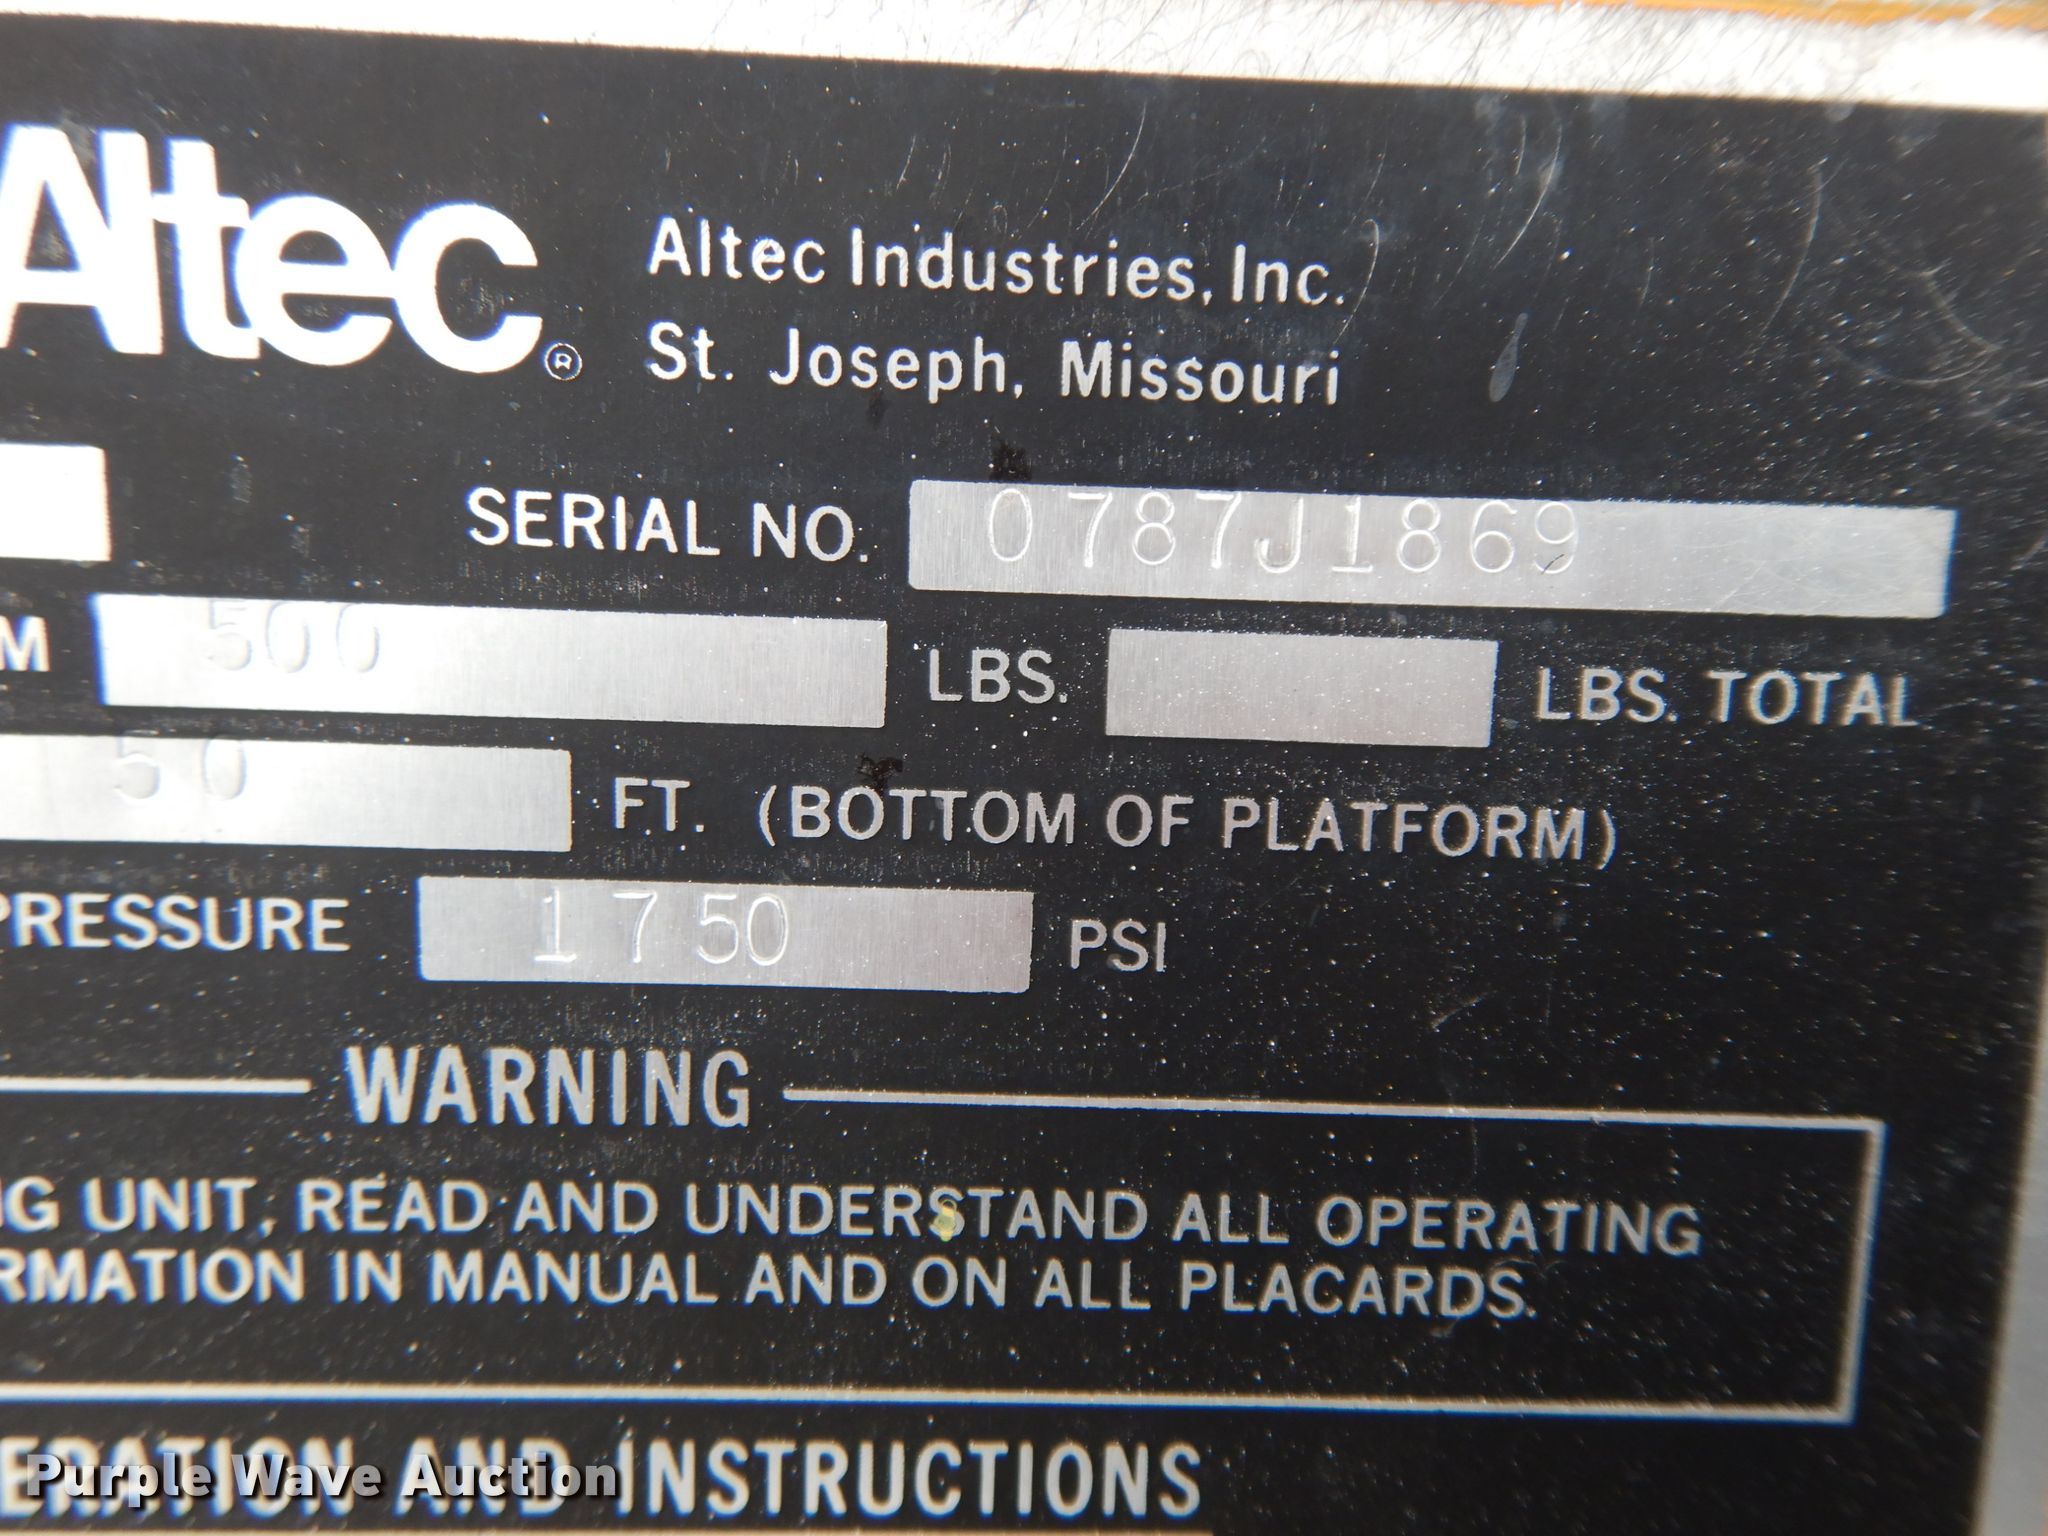 Altec® Altec Industries, Inc.
St. Joseph, Missouri
SERIAL NO. 0787J1869
500 LBS. LBS. TOTAL
50 FT. (BOTTOM OF PLATFORM)
PRESSURE 1750 PSI
WARNING
UNIT, READ AND UNDERSTAND ALL OPERATING
IN MANUAL AND ON ALL PLACARDS.
AND INSTRUCTIONS
Purple Wave Auction